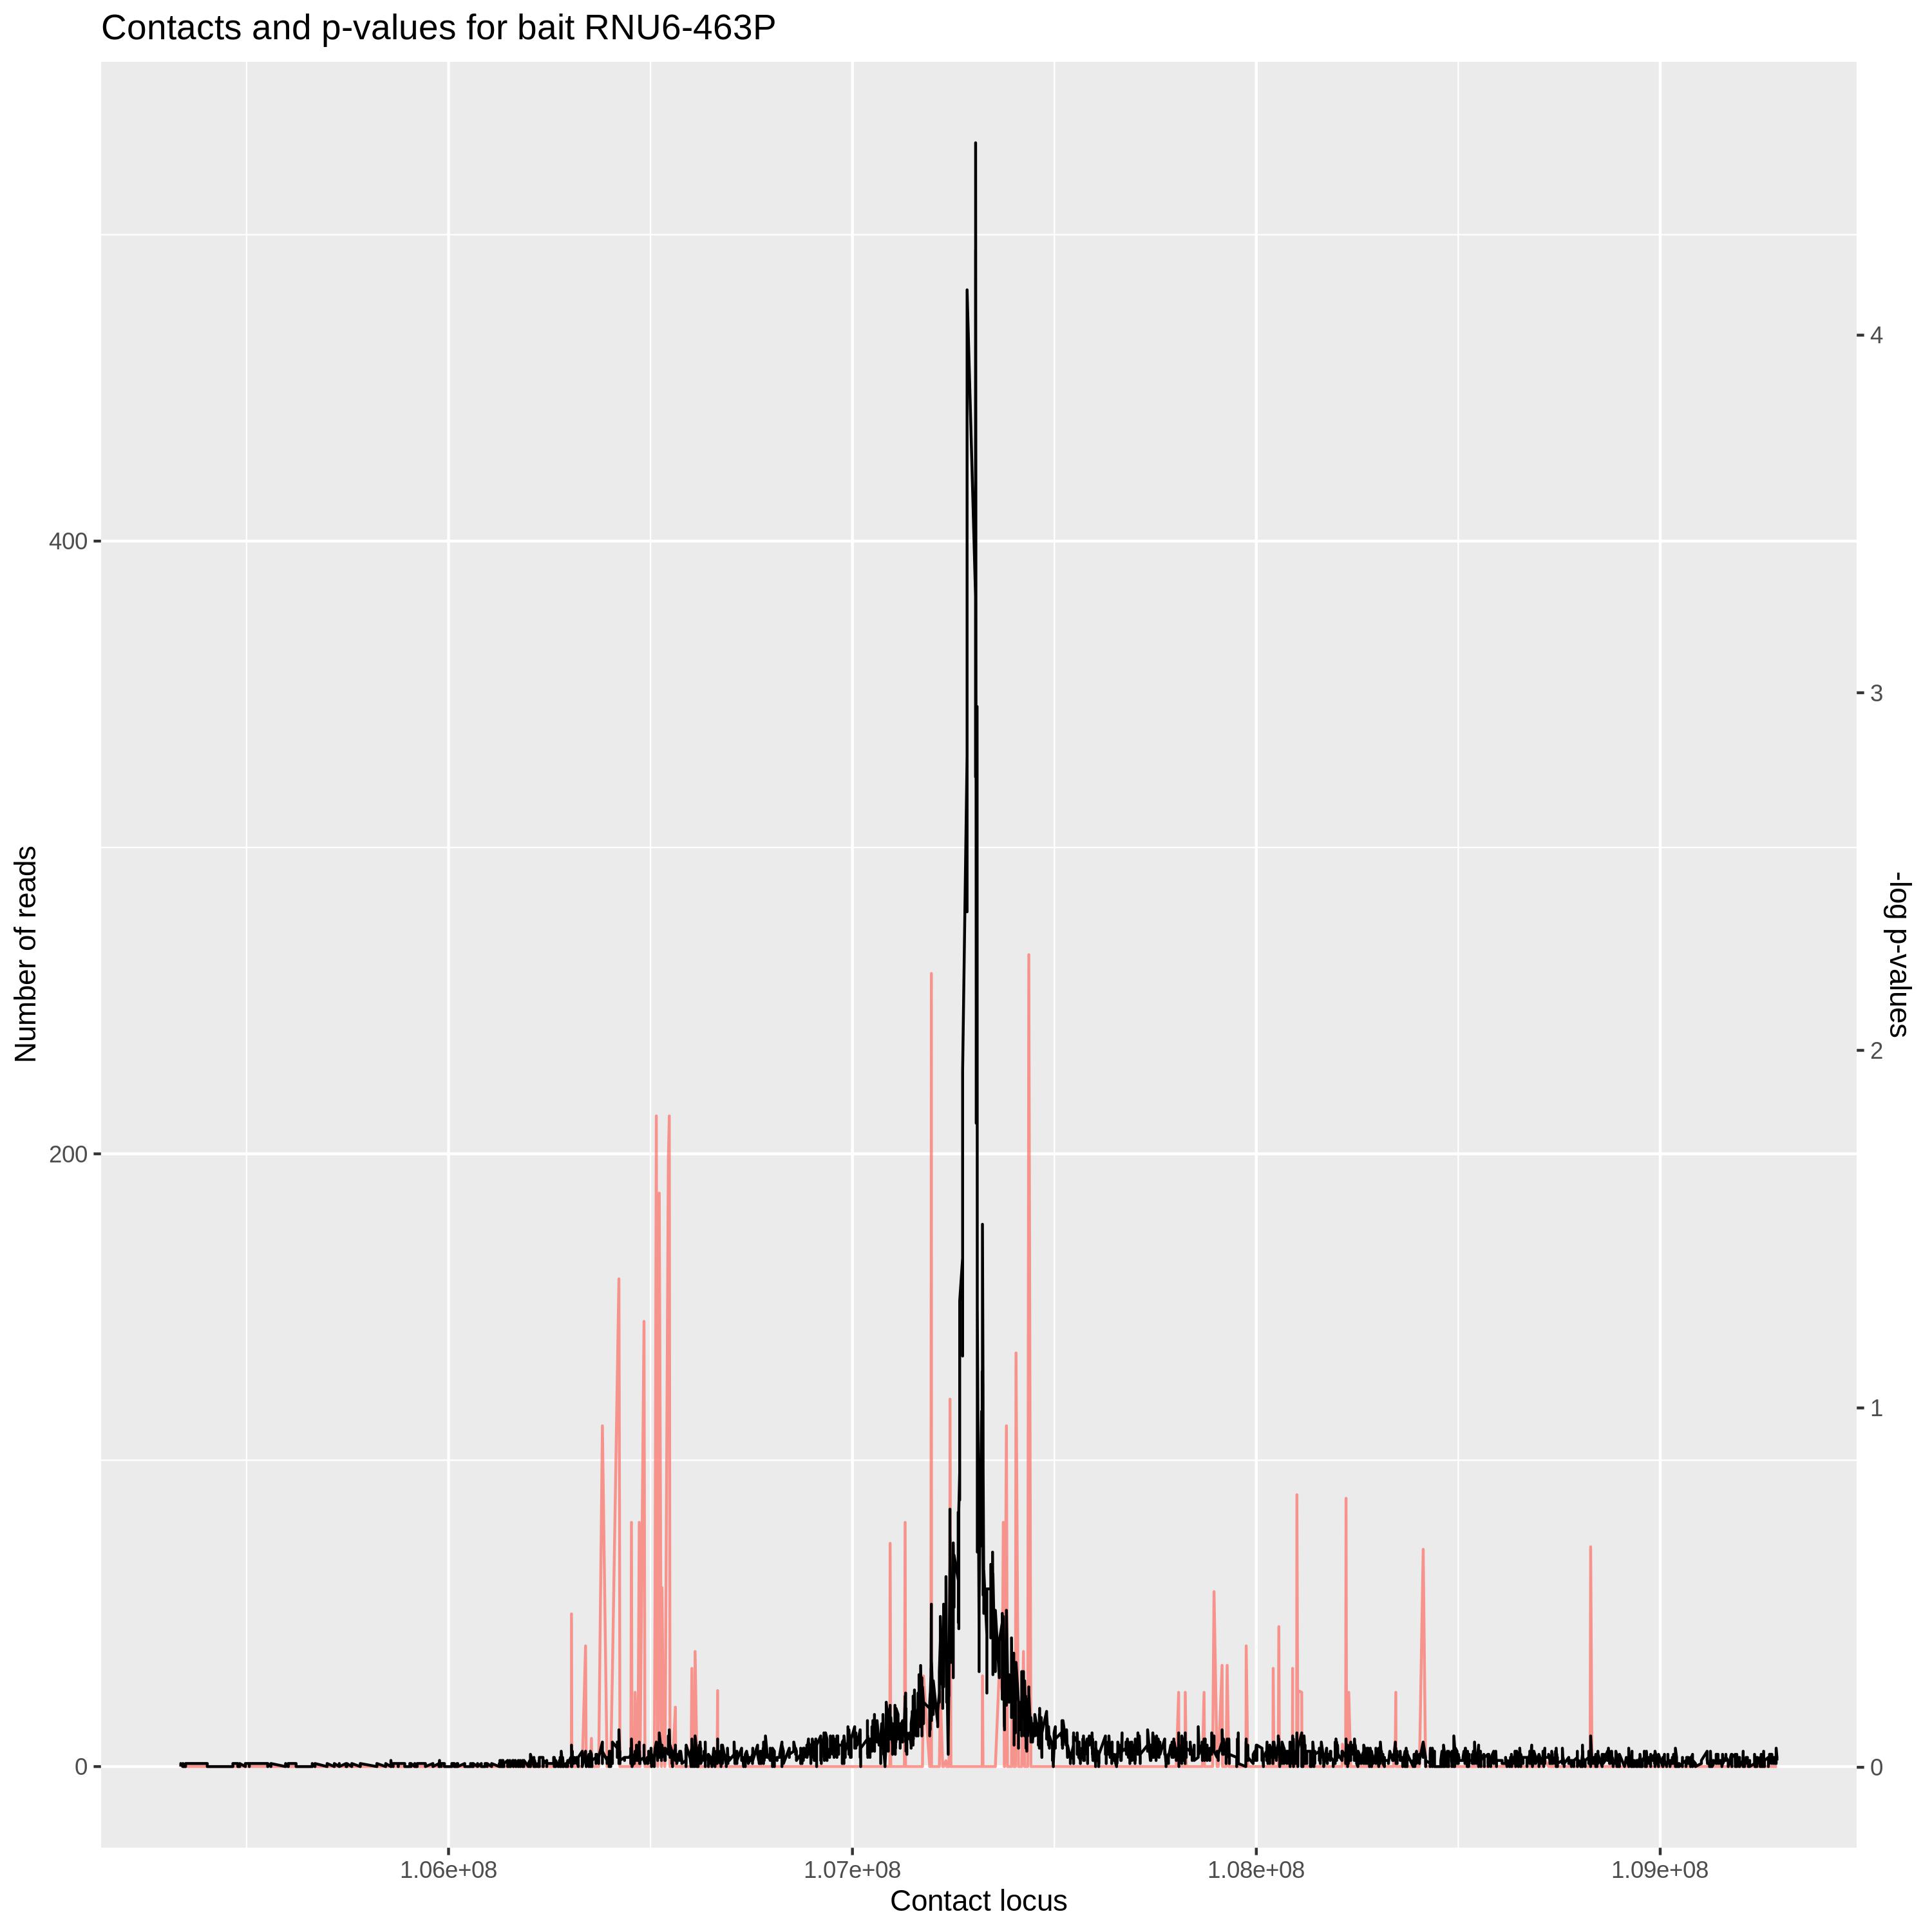 Contacts and p-values for bait RNU6-463P
Number of reads
400
200
0
4
3
2
1
0
-log p-values
1.06e+08
1.07e+08
1.08e+08
1.09e+08
Contact locus